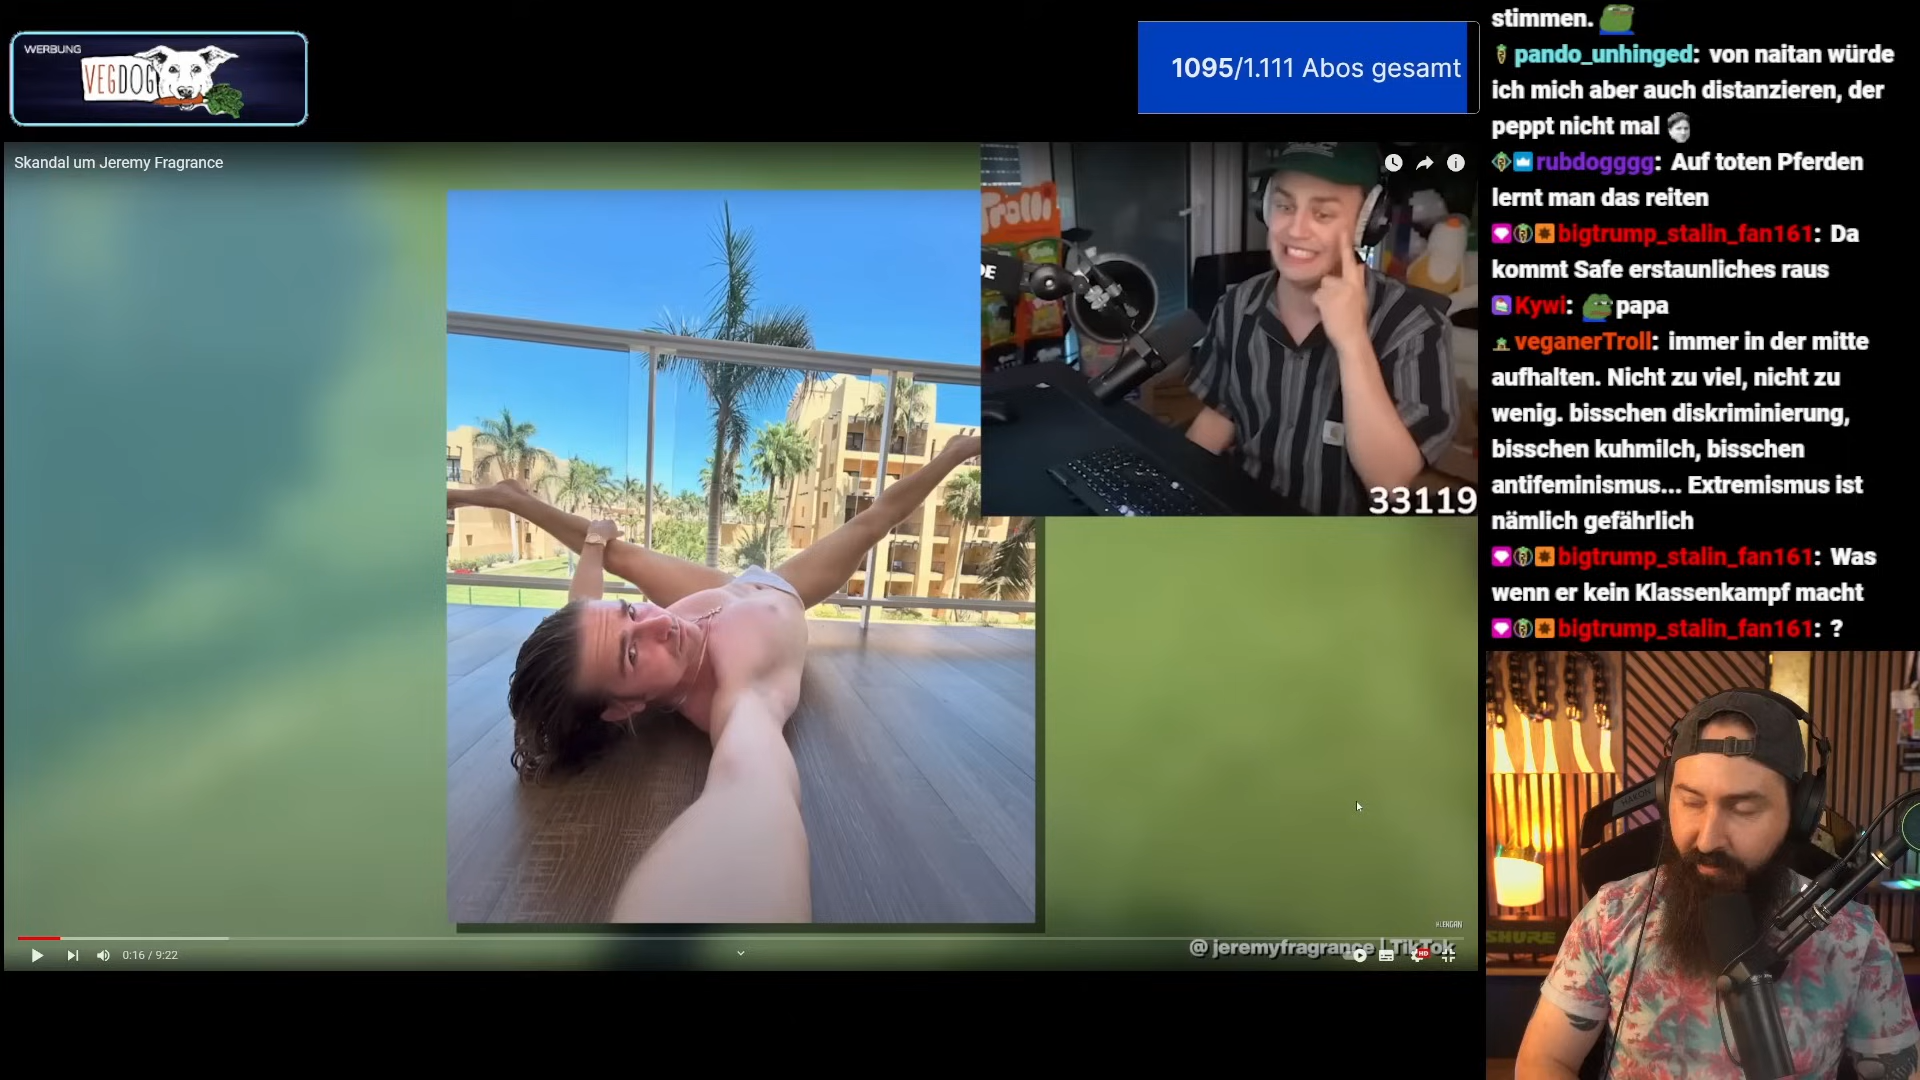 WERBUNG
VEGDOG
1095/1.111 Abos gesamt
Skandal um Jeremy Fragrance
Trolli
DE
33119
@ jeremyfragrance | TikTok
0:16 / 9:22
HD
SHURE
stimmen.
pando_unhinged: von naitan würde
ich mich aber auch distanzieren, der
peppt nicht mal
rubdogggg: Auf toten Pferden
lernt man das reiten
bigtrump_stalin_fan161: Da
kommt Safe erstaunliches raus
Kywi: papa
veganerTroll: immer in der mitte
aufhalten. Nicht zu viel, nicht zu
wenig. bisschen diskriminierung,
bisschen kuhmilch, bisschen
antifeminismus... Extremismus ist
nämlich gefährlich
bigtrump_stalin_fan161: Was
wenn er kein Klassenkampf macht
bigtrump_stalin_fan161: ?